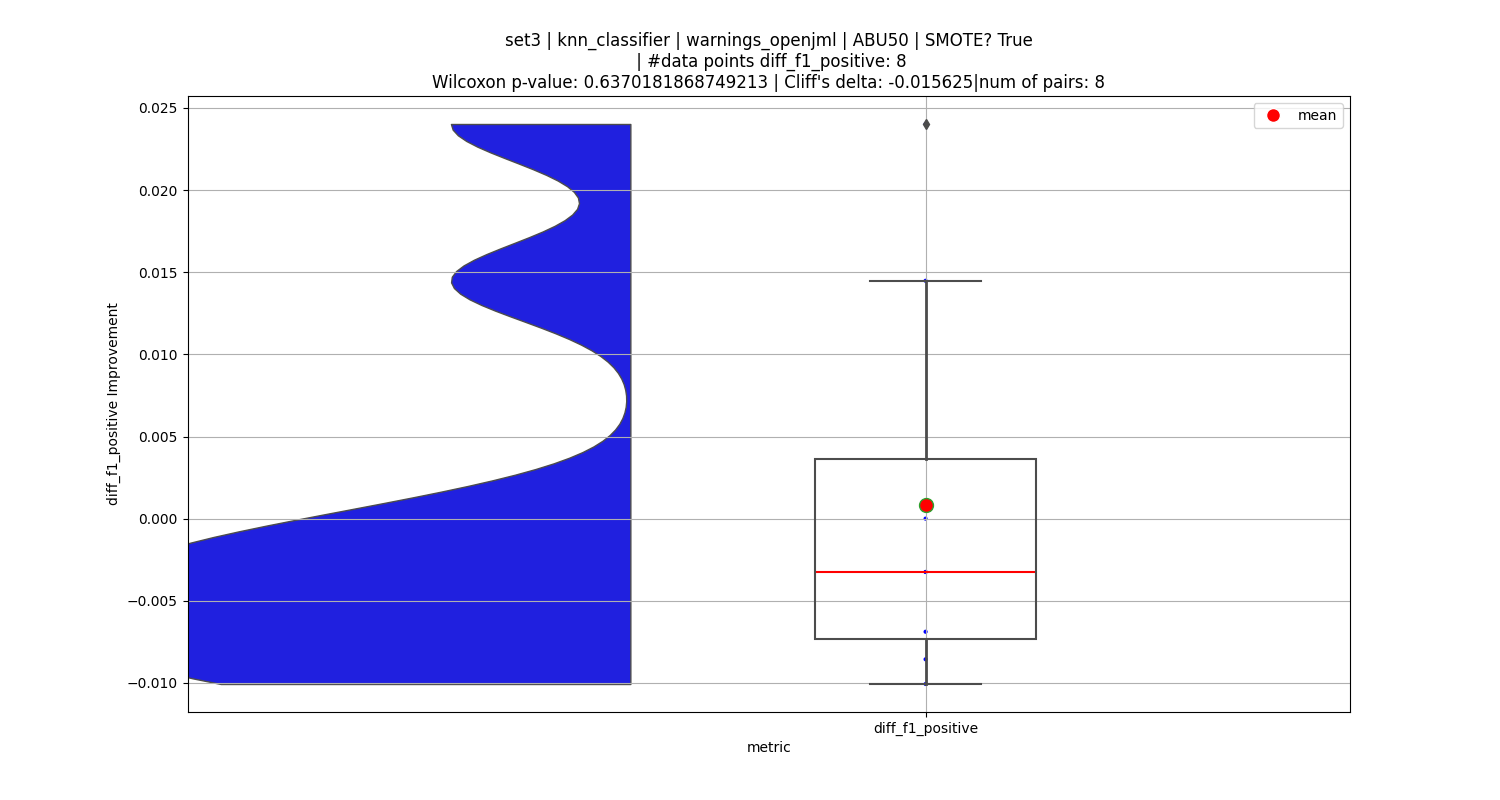 set3 | knn_classifier | warnings_openjml | ABU50 | SMOTE? True
| #data points diff_f1_positive: 8
Wilcoxon p-value: 0.6370181868749213 | Cliff's delta: -0.015625|num of pairs: 8
mean
0.025
0.020
0.015
0.010
0.005
0.000
−0.005
−0.010
diff_f1_positive Improvement
diff_f1_positive
metric